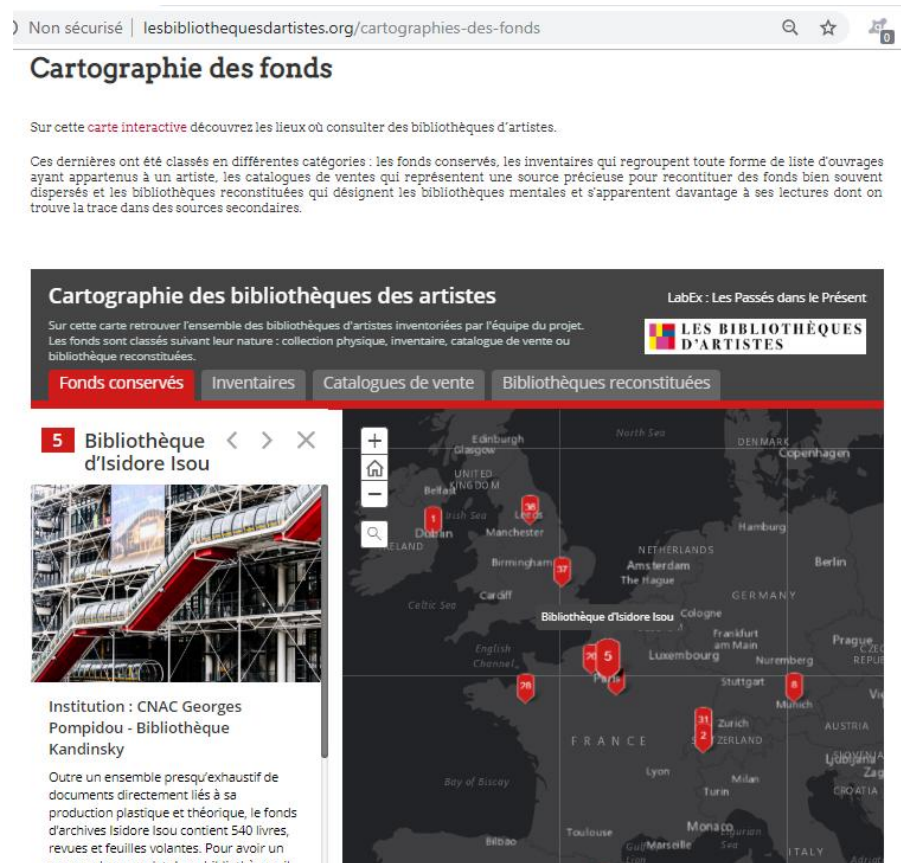 Non sécurisé | lesbibliothequesdartistes.org/cartographies-des-fonds
0
Cartographie des fonds
Sur cette carte interactive découvrez les lieux où consulter des bibliothèques d'artistes.
Ces dernières ont été classés en différentes catégories : les fonds conservés, les inventaires qui regroupent toute forme de liste d'ouvrages
ayant appartenus à un artiste, les catalogues de ventes qui représentent une source précieuse pour recontituer des fonds bien souvent
dispersés et les bibliothèques reconstituées qui désignent les bibliothèques mentales et s'apparentent davantage à ses lectures dont on
trouve la trace dans des sources secondaires.
Cartographie des bibliothèques des artistes
LabEx : Les Passés dans le Présent
Sur cette carte retrouver l'ensemble des bibliothèques d'artistes inventoriées par l'équipe du projet.
Les fonds sont classés suivant leur nature : collection physique, inventaire, catalogue de vente ou
bibliothèque reconstituées.
LES BIBLIOTHÈQUES
D'ARTISTES
Fonds conservés Inventaires Catalogues de vente Bibliothèques reconstituées
5 Bibliothèque
d'Isidore Isou
Institution : CNAC Georges
Pompidou - Bibliothèque
Kandinsky
Outre un ensemble presqu'exhaustif de
documents directement liés à sa
production plastique et théorique, le fonds
d'archives Isidore Isou contient 540 livres,
revues et feuilles volantes. Pour avoir un
+
−
North Sea
Edinburgh
Glasgow
DENMARK
Copenhagen
UNITED
KINGDOM
Belfast
36
Leeds
1
Irish Sea
Dublin
Manchester
Hamburg
NETHERLANDS
Birmingham
37
Amsterdam
Berlin
The Hague
Cardiff
GERMANY
Celtic Sea
Bibliothèque d'Isidore Isou
Cologne
Frankfurt
am Main
Prague
English
Channel
5
Luxembourg
Nuremberg
Paris
28
Stuttgart
8
Munich
31
Zurich
2
AUSTRIA
FRANCE
Ljubljana
Lyon
Milan
Zag
Bay of Biscay
Turin
CROATIA
Monaco
Toulouse
Marseille
Bilbao
ITALY